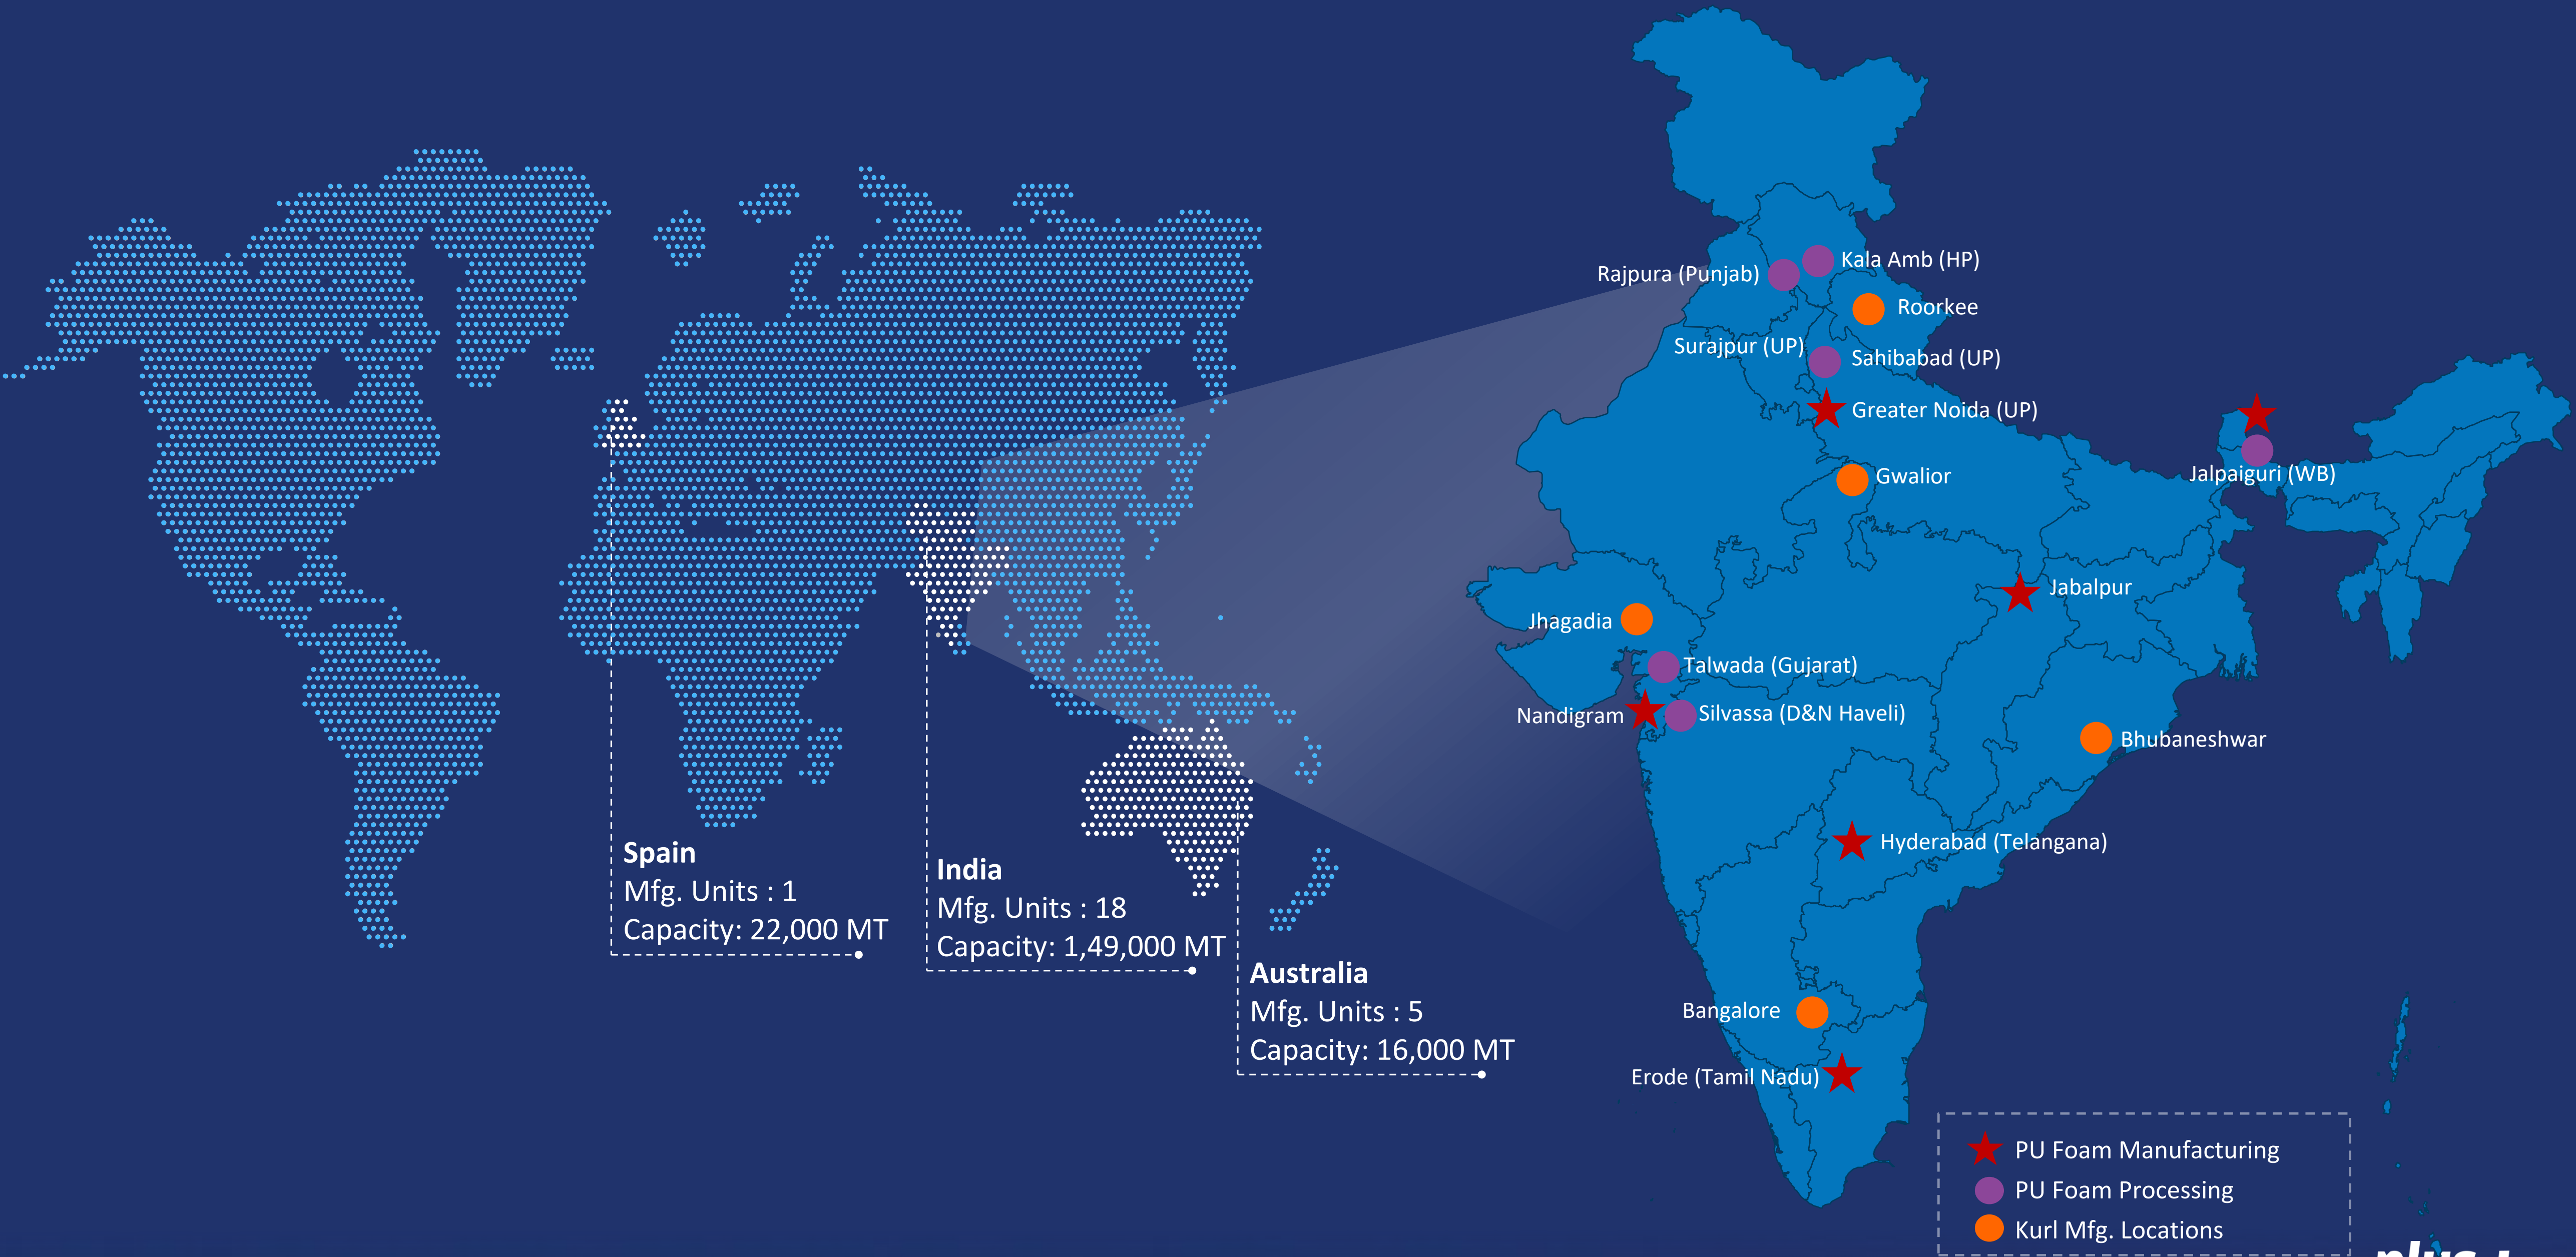 Spain
Mfg. Units : 1
Capacity: 22,000 MT
India
Mfg. Units : 18
Capacity: 1,49,000 MT
Australia
Mfg. Units : 5
Capacity: 16,000 MT
Kala Amb (HP)
Rajpura (Punjab)
Roorkee
Surajpur (UP)
Sahibabad (UP)
Greater Noida (UP)
Gwalior
Jalpaiguri (WB)
Jabalpur
Jhagadia
Talwada (Gujarat)
Nandigram
Silvassa (D&N Haveli)
Bhubaneshwar
Hyderabad (Telangana)
Bangalore
Erode (Tamil Nadu)
PU Foam Manufacturing
PU Foam Processing
Kurl Mfg. Locations